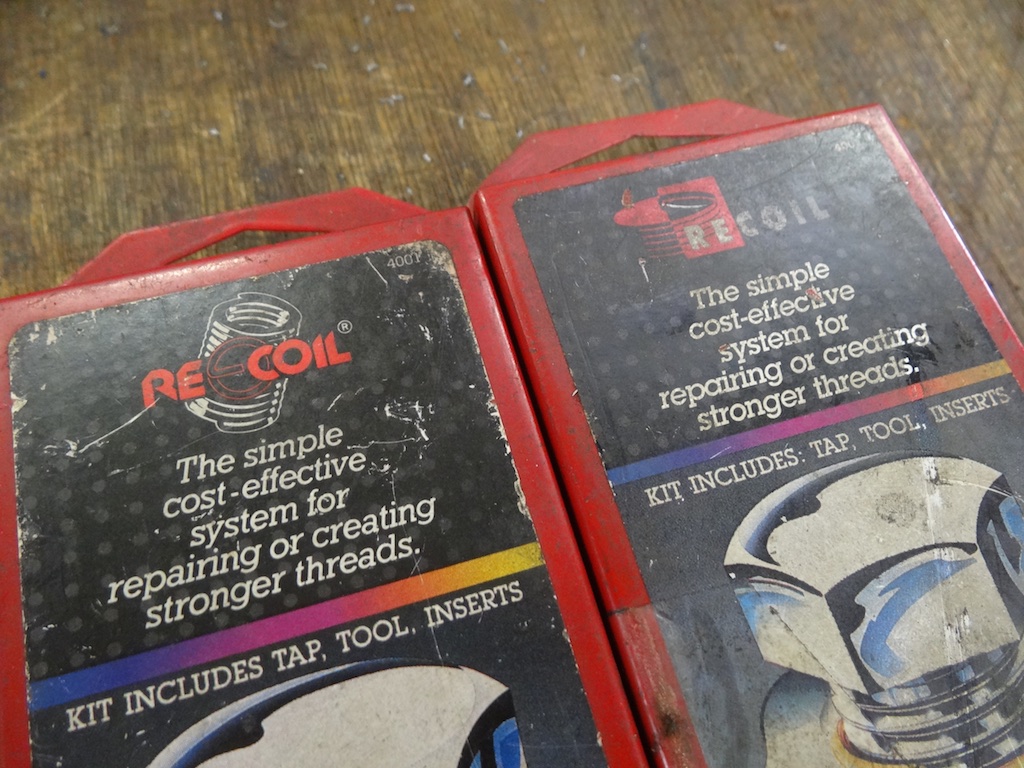 4001
RECOIL®
The simple
cost-effective
system for
repairing or creating
stronger threads.
KIT INCLUDES TAP, TOOL, INSERTS
RECOIL
The simple
cost-effective
system for
repairing or creating
stronger threads.
KIT INCLUDES: TAP, TOOL, INSERTS